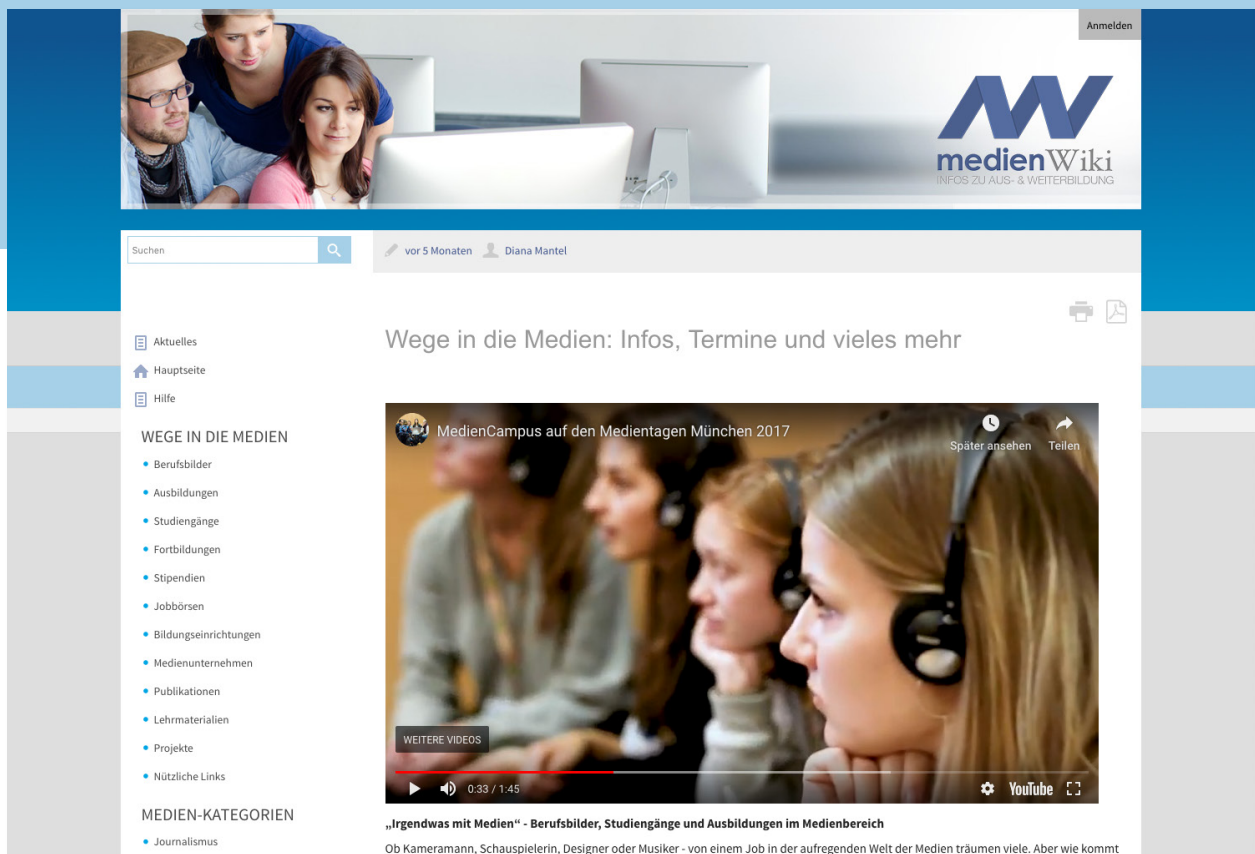 Anmelden
medienWiki
INFOS ZU AUS- & WEITERBILDUNG
Suchen
vor 5 Monaten Diana Mantel
Wege in die Medien: Infos, Termine und vieles mehr
Aktuelles
Hauptseite
Hilfe
WEGE IN DIE MEDIEN
Berufsbilder
Ausbildungen
Studiengänge
Fortbildungen
Stipendien
Jobbörsen
Bildungseinrichtungen
Medienunternehmen
Publikationen
Lehrmaterialien
Projekte
Nützliche Links
MEDIEN-KATEGORIEN
Journalismus
MedienCampus auf den Medientagen München 2017
Später ansehen Teilen
WEITERE VIDEOS
0:33 / 1:45 YouTube
„Irgendwas mit Medien“ - Berufsbilder, Studiengänge und Ausbildungen im Medienbereich
Ob Kameramann, Schauspielerin, Designer oder Musiker - von einem Job in der aufregenden Welt der Medien träumen viele. Aber wie kommt